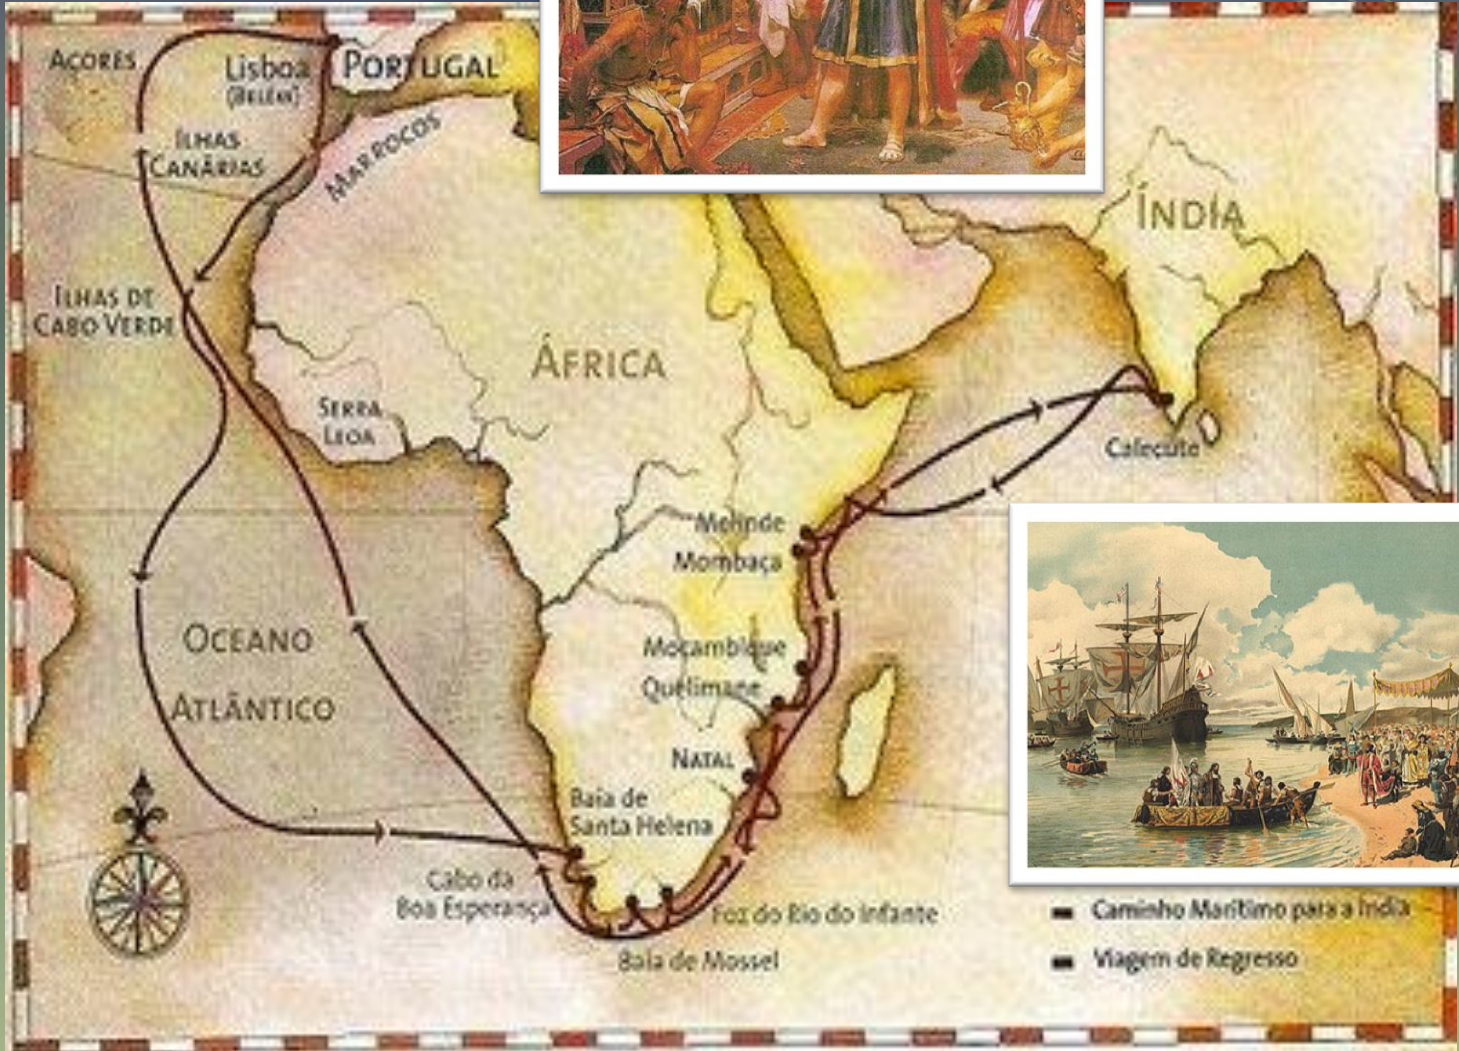 AÇORES
Lisboa
(BELÉM)
PORTUGAL
ILHAS
CANÁRIAS
MARROCOS
ÍNDIA
ILHAS DE
CABO VERDE
ÁFRICA
SERRA
LEOA
Calecute
Melinde
Mombaça
OCEANO
ATLÂNTICO
Moçambique
Quelimane
NATAL
Baía de
Santa Helena
Cabo da
Boa Esperança
Foz do Rio do Infante
Baía de Mossel
Caminho Marítimo para a Índia
Viagem de Regresso